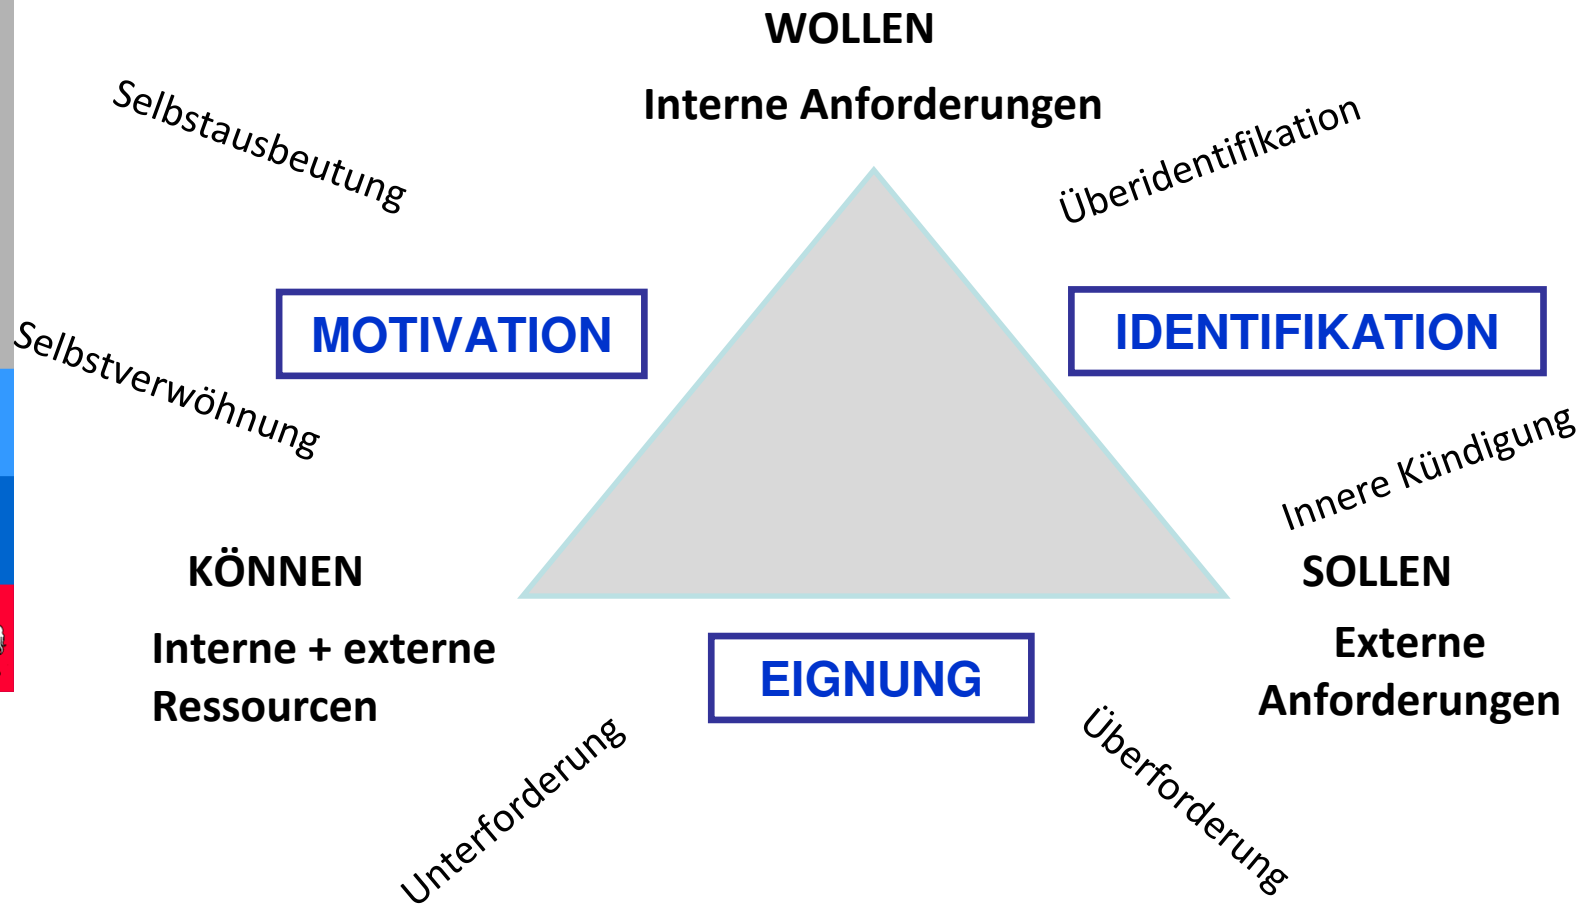 WOLLEN
Interne Anforderungen
Selbstausbeutung
Überidentifikation
MOTIVATION
IDENTIFIKATION
Selbstverwöhnung
Innere Kündigung
KÖNNEN
SOLLEN
Interne + externe
Ressourcen
Externe
Anforderungen
EIGNUNG
Unterforderung
Überforderung